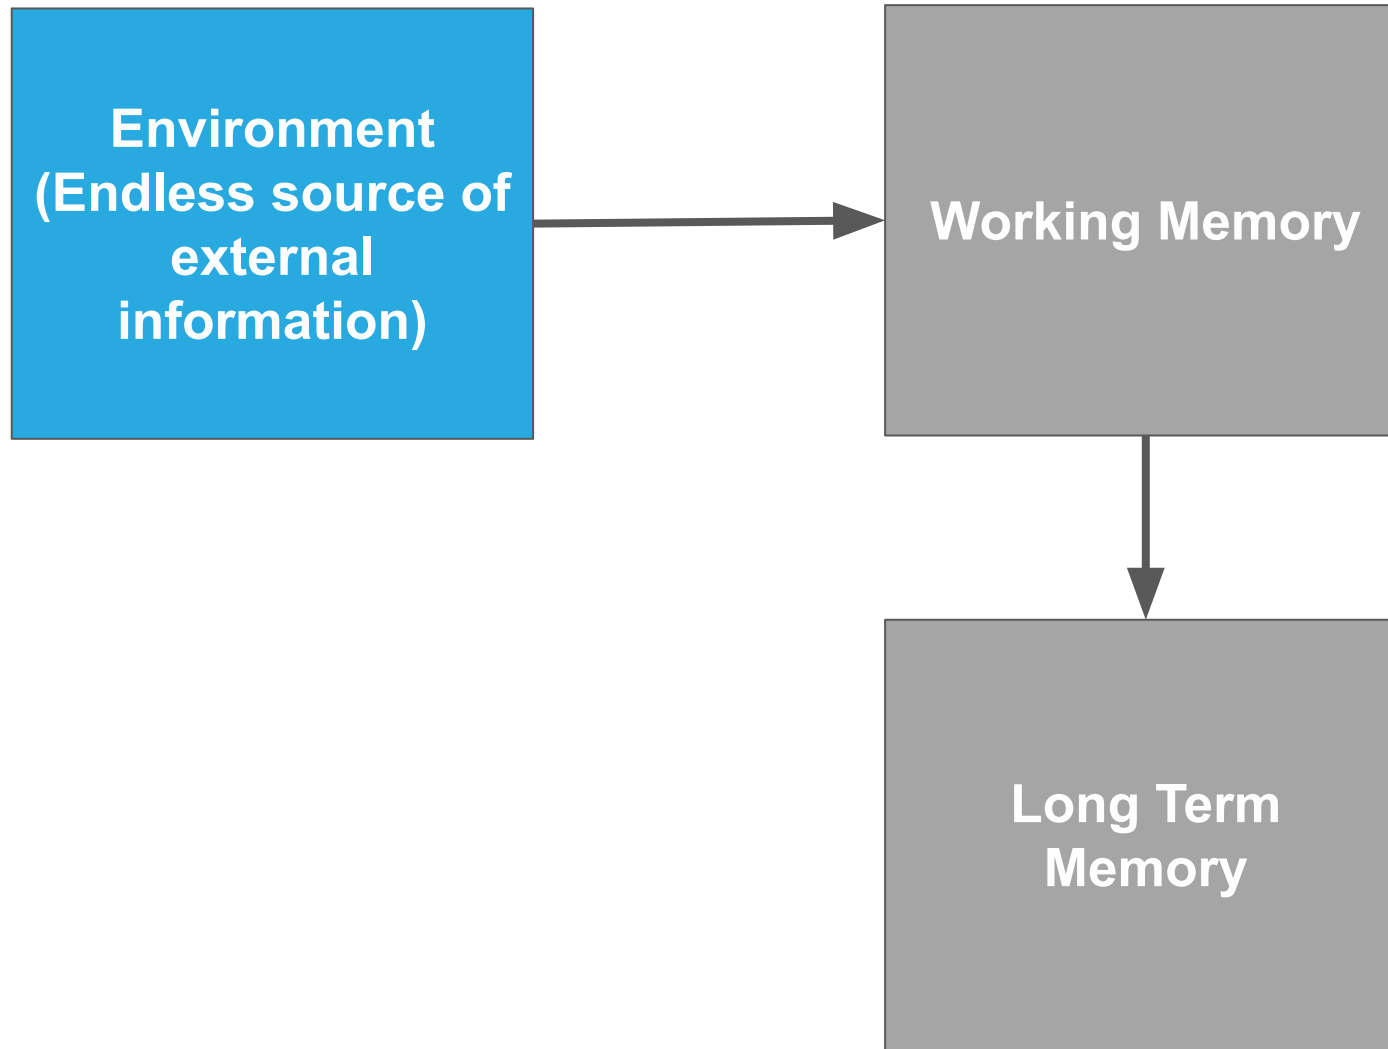 Environment
(Endless source of
external
information)
Working Memory
Long Term
Memory